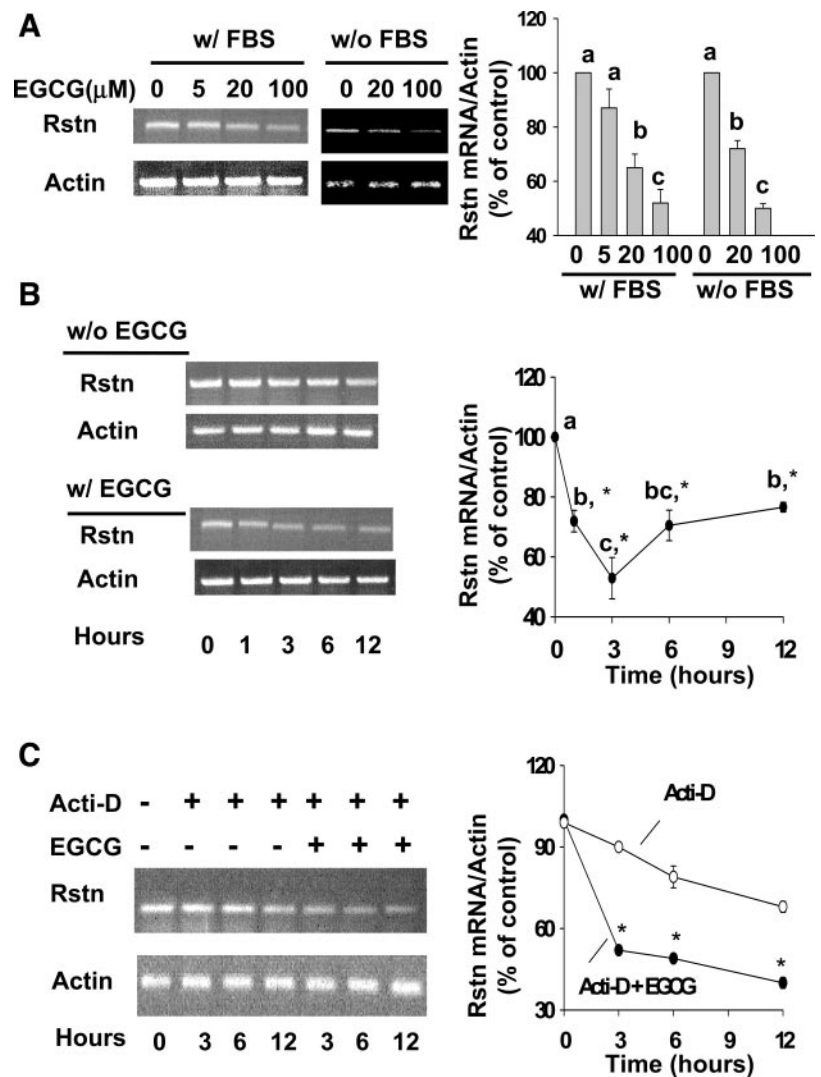 A
w/ FBS
w/o FBS
EGCG(μM) 0 5 20 100 0 20 100
Rstn
Actin
Rstn mRNA/Actin
(% of control)
120
100
80
60
40
a a b c a b c
0 5 20 100 0 20 100
w/ FBS
w/o FBS
B
w/o EGCG
Rstn
Actin
w/ EGCG
Rstn
Actin
Hours 0 1 3 6 12
Rstn mRNA/Actin
(% of control)
120
100
80
60
40
a
b, *
c,*
bc,*
b,*
0 3 6 9 12
Time (hours)
C
Acti-D - + + + + + +
EGCG - - - - + + +
Rstn
Actin
Hours 0 3 6 12 3 6 12
Rstn mRNA/Actin
(% of control)
120
90
60
30
Acti-D
* * *
Acti-D+EGCG
0 3 6 9 12
Time (hours)